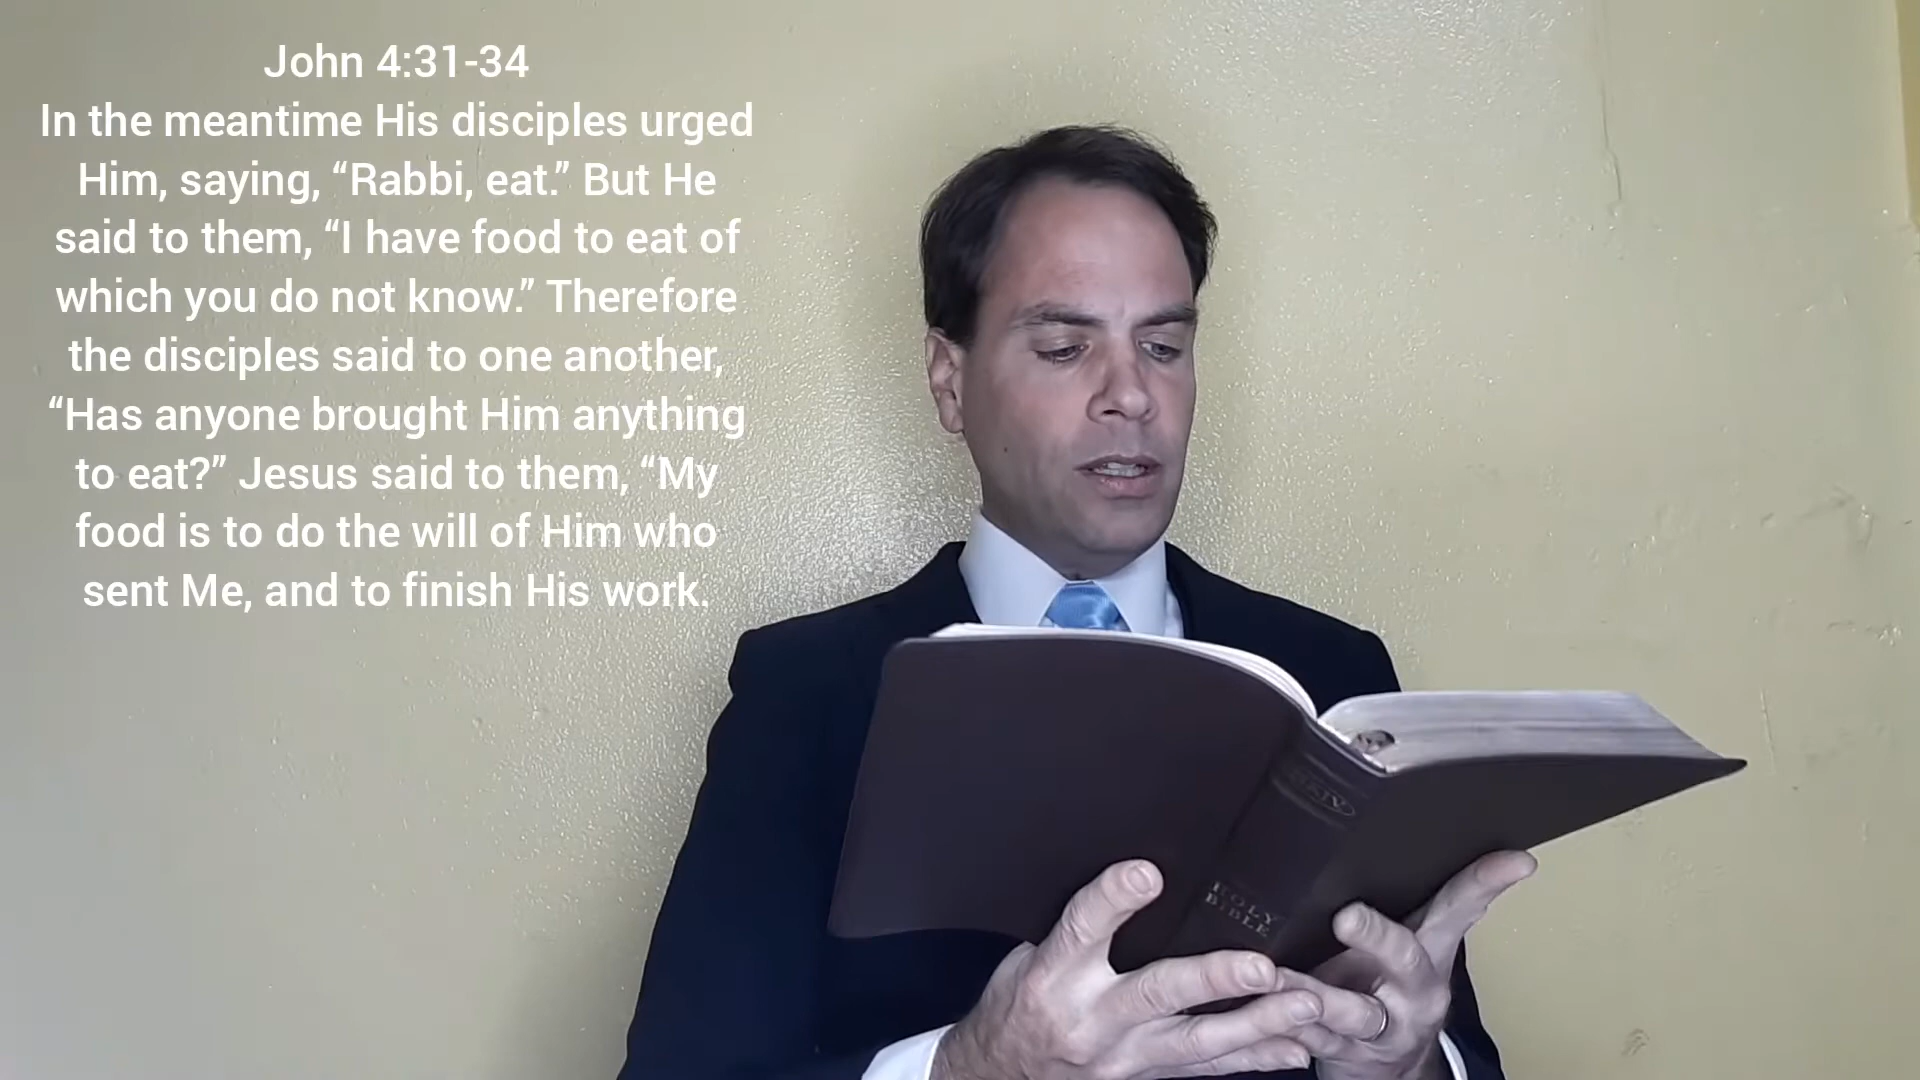 John 4:31-34
In the meantime His disciples urged
Him, saying, “Rabbi, eat.” But He
said to them, “I have food to eat of
which you do not know.” Therefore
the disciples said to one another,
“Has anyone brought Him anything
to eat?” Jesus said to them, “My
food is to do the will of Him who
sent Me, and to finish His work.
NKJV
HOLY
BIBLE